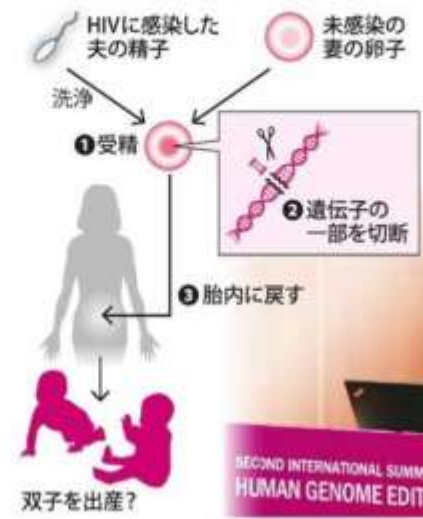 HIVに感染した
夫の精子
未感染の
妻の卵子
洗浄
❶受精
❷遺伝子の
一部を切断
❸胎内に戻す
双子を出産?
SECOND INTERNATIONAL
HUMAN GENOME